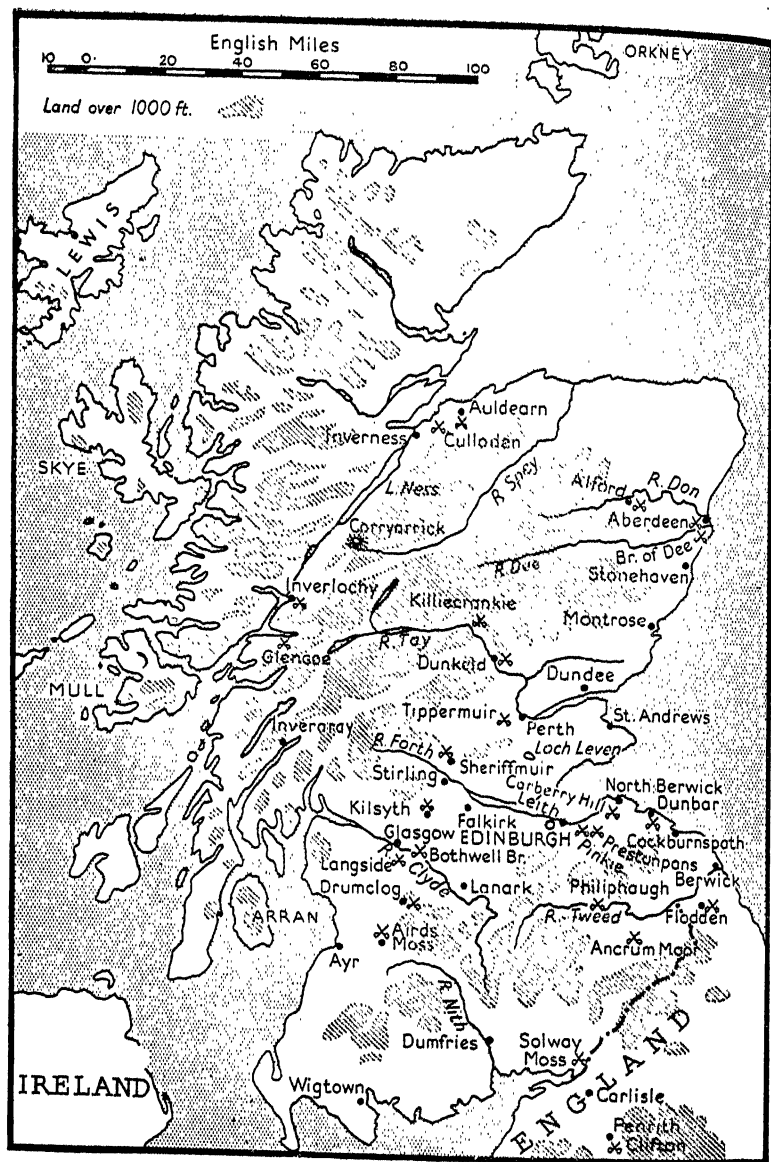 English Miles
10 0 20 40 60 80 100
Land over 1000 ft.
ORKNEY
LEWIS
Auldearn
Inverness
Culloden
SKYE
L. Ness
R. Spey
Alford
R. Don
Corryarrick
Aberdeen
Br. of Dee
R. Dee
Stonehaven
Inverlochy
Killiecrankie
Montrose
Glencoe
R. Tay
Dunkeld
MULL
Dundee
Tippermuir
Perth
St. Andrews
Inveraray
Loch Leven
R. Forth
Sheriffmuir
Stirling
Carberry Hill
North Berwick
Leith
Dunbar
Kilsyth
Falkirk
Glasgow
EDINBURGH
Cockburnspath
Bothwell Br.
Prestonpans
Pinkie
Langside
R. Clyde
Berwick
Drumclog
Lanark
Philiphaugh
ARRAN
R. Tweed
Flodden
Airds
Moss
Ancrum Moor
Ayr
R. Nith
Dumfries
Solway
Moss
ENGLAND
IRELAND
Wigtown
Carlisle
Penrith
Clifton